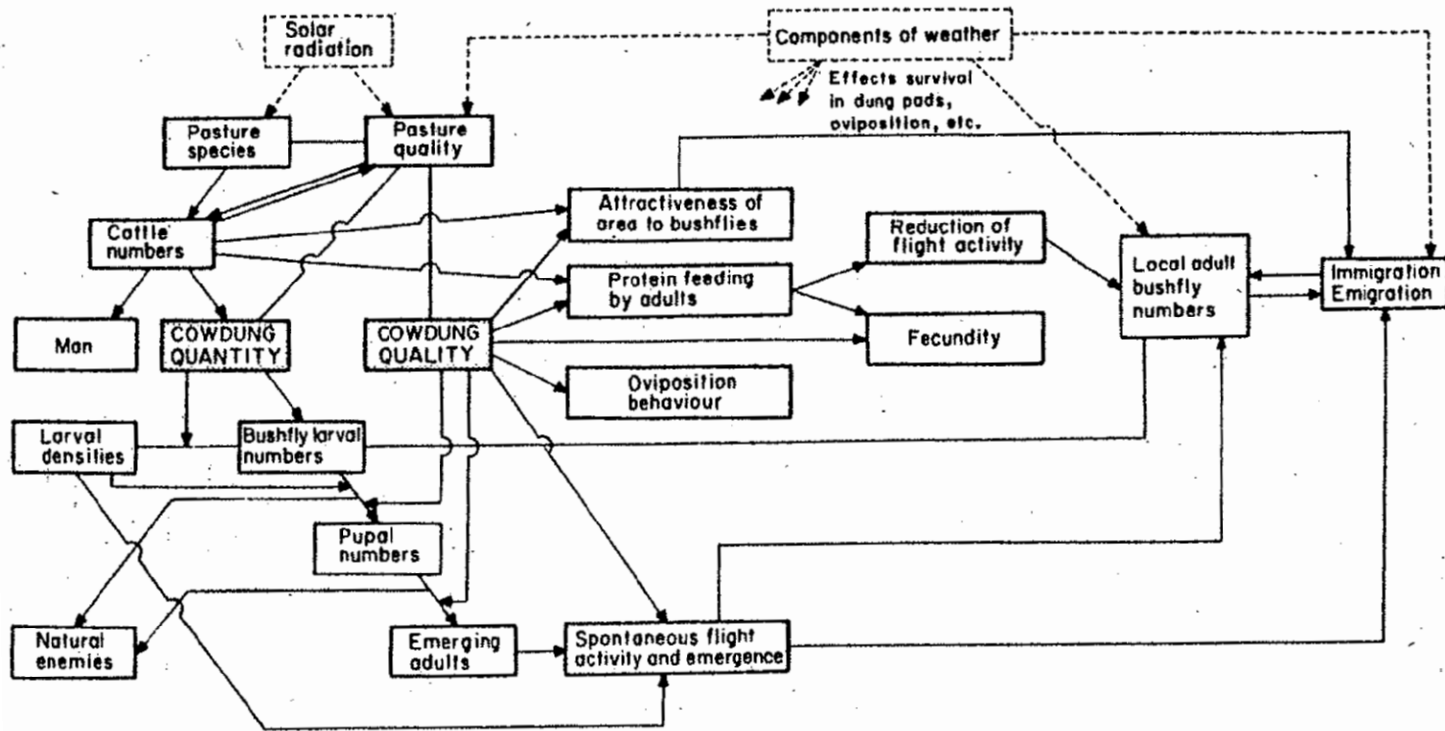 Solar
radiation
Components of weather
Effects survival
in dung pads,
oviposition, etc.
Pasture
species
Pasture
quality
Cattle
numbers
Attractiveness of
area to bushflies
Reduction of
flight activity
Local adult
bushfly
numbers
Immigration
Emigration
Protein feeding
by adults
Man
COWDUNG
QUANTITY
COWDUNG
QUALITY
Fecundity
Oviposition
behaviour
Larval
densities
Bushfly larval
numbers
Pupal
numbers
Natural
enemies
Emerging
adults
Spontaneous flight
activity and emergence